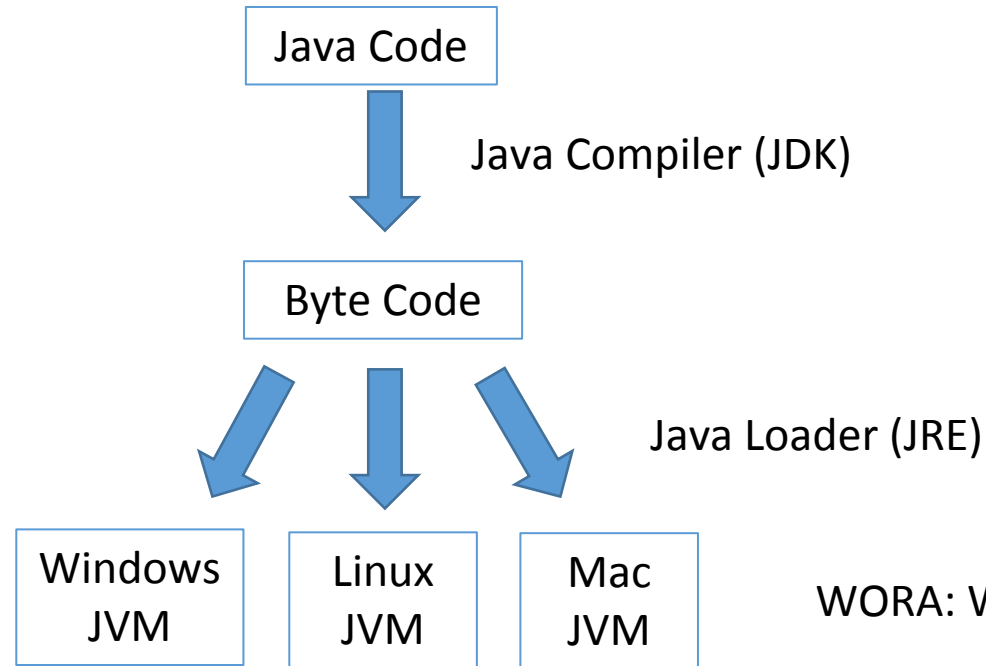 Java Code
Java Compiler (JDK)
Byte Code
Java Loader (JRE)
Windows
JVM
Linux
JVM
Mac
JVM
WORA: